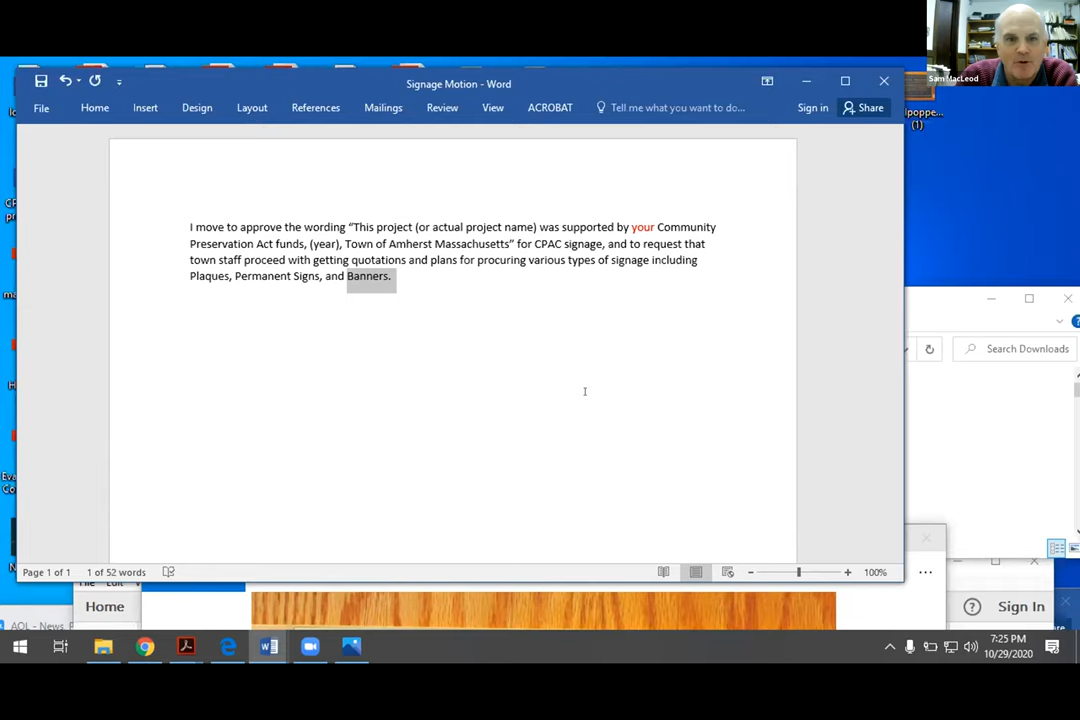 Sam MacLeod
Signage Motion - Word
File Home Insert Design Layout References Mailings Review View ACROBAT Tell me what you want to do... Sign in Share
lpoppe...
(1)
I move to approve the wording “This project (or actual project name) was supported by your Community
Preservation Act funds, (year), Town of Amherst Massachusetts” for CPAC signage, and to request that
town staff proceed with getting quotations and plans for procuring various types of signage including
Plaques, Permanent Signs, and Banners.
Search Downloads
Page 1 of 1 1 of 52 words 100%
Home Sign In
AOL - News,
7:25 PM
10/29/2020